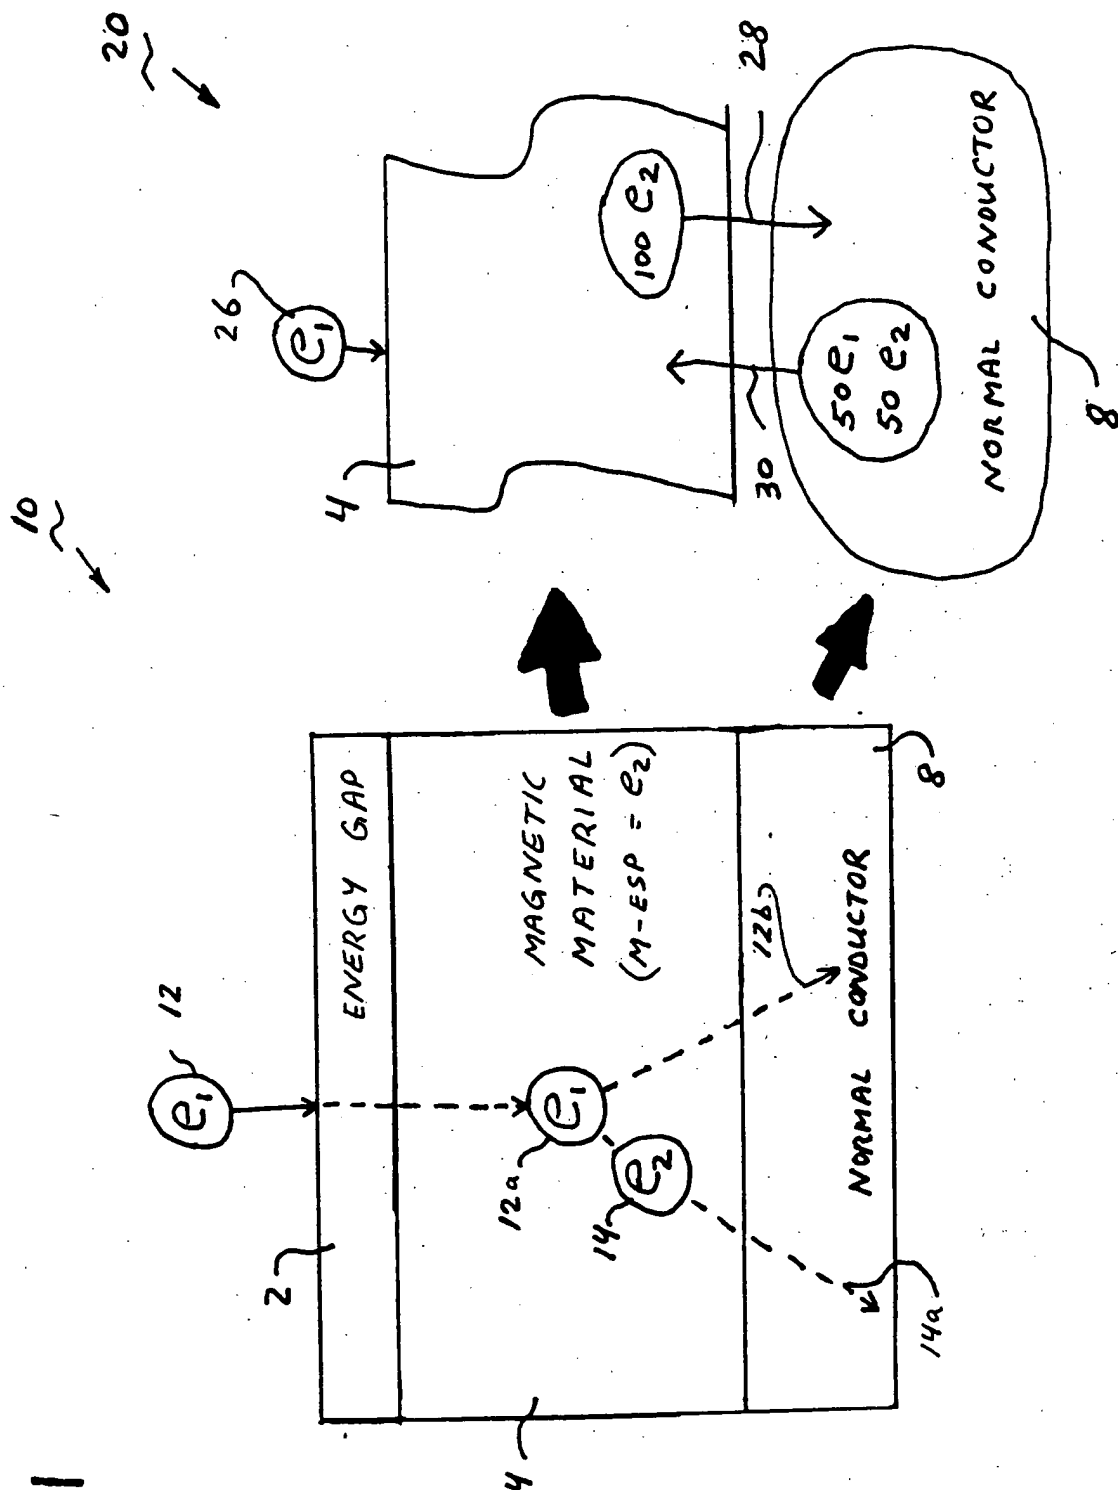 1
10
20
12
e₁
2
ENERGY GAP
4
12a
e₁
14
e₂
MAGNETIC
MATERIAL
(M-ESP = e₂)
12b
NORMAL CONDUCTOR
14a
8
26
e₁
4
100 e₂
30
28
50 e₁
50 e₂
NORMAL CONDUCTOR
8